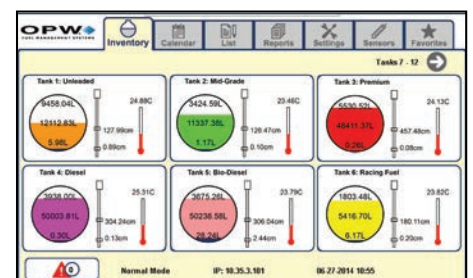 OPW
FUEL MANAGEMENT SYSTEMS
Inventory
Calendar
List
Reports
Settings
Sensors
Favorites
Tasks 7 - 12
Tank 1: Unleaded
9458.04L
12112.83L
5.98L
24.88C
127.99cm
0.89cm
Tank 2: Mid-Grade
3424.59L
11337.38L
1.17L
23.46C
126.47cm
0.10cm
Tank 3: Premium
5530.52L
48411.37L
0.26L
24.13C
457.48cm
0.08cm
Tank 4: Diesel
3938.00L
50003.81L
0.30L
25.31C
304.24cm
0.13cm
Tank 5: Bio-Diesel
3675.26L
50238.58L
28.24L
23.79C
306.04cm
2.44cm
Tank 6: Racing Fuel
1803.48L
5416.70L
6.17L
23.82C
180.11cm
0.20cm
0
Normal Mode
IP: 10.35.3.101
06-27-2014 10:55